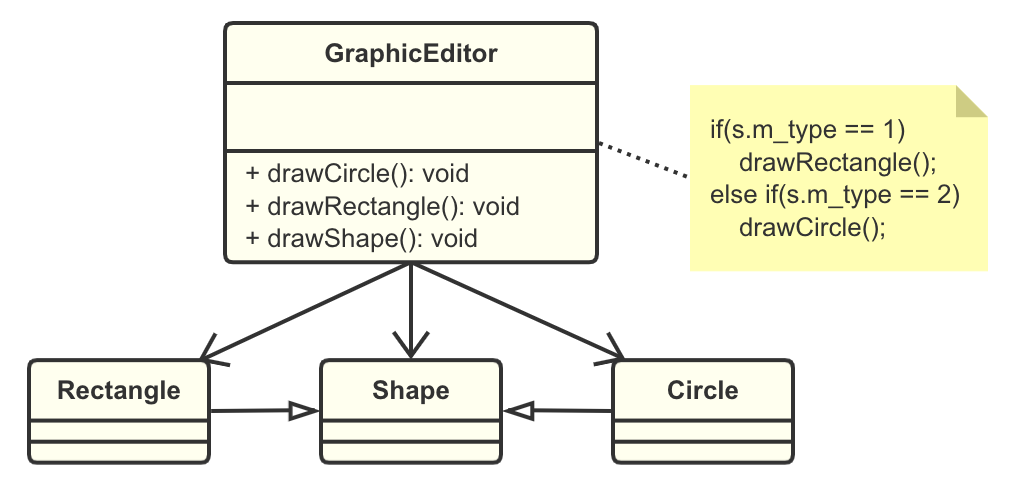 GraphicEditor
+ drawCircle(): void
+ drawRectangle(): void
+ drawShape(): void
if(s.m_type == 1)
drawRectangle();
else if(s.m_type == 2)
drawCircle();
Rectangle
Shape
Circle